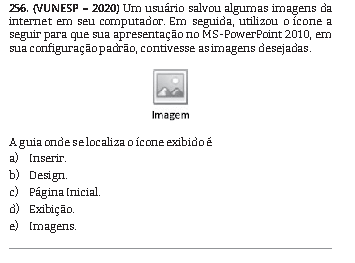 256. (VUNESP – 2020) Um usuário salvou algumas imagens da
internet em seu computador. Em seguida, utilizou o ícone a
seguir para que sua apresentação no MS-PowerPoint 2010, em
sua configuração padrão, contivesse as imagens desejadas.
Imagem
A guia onde se localiza o ícone exibido é
a) Inserir.
b) Design.
c) Página Inicial.
d) Exibição.
e) Imagens.